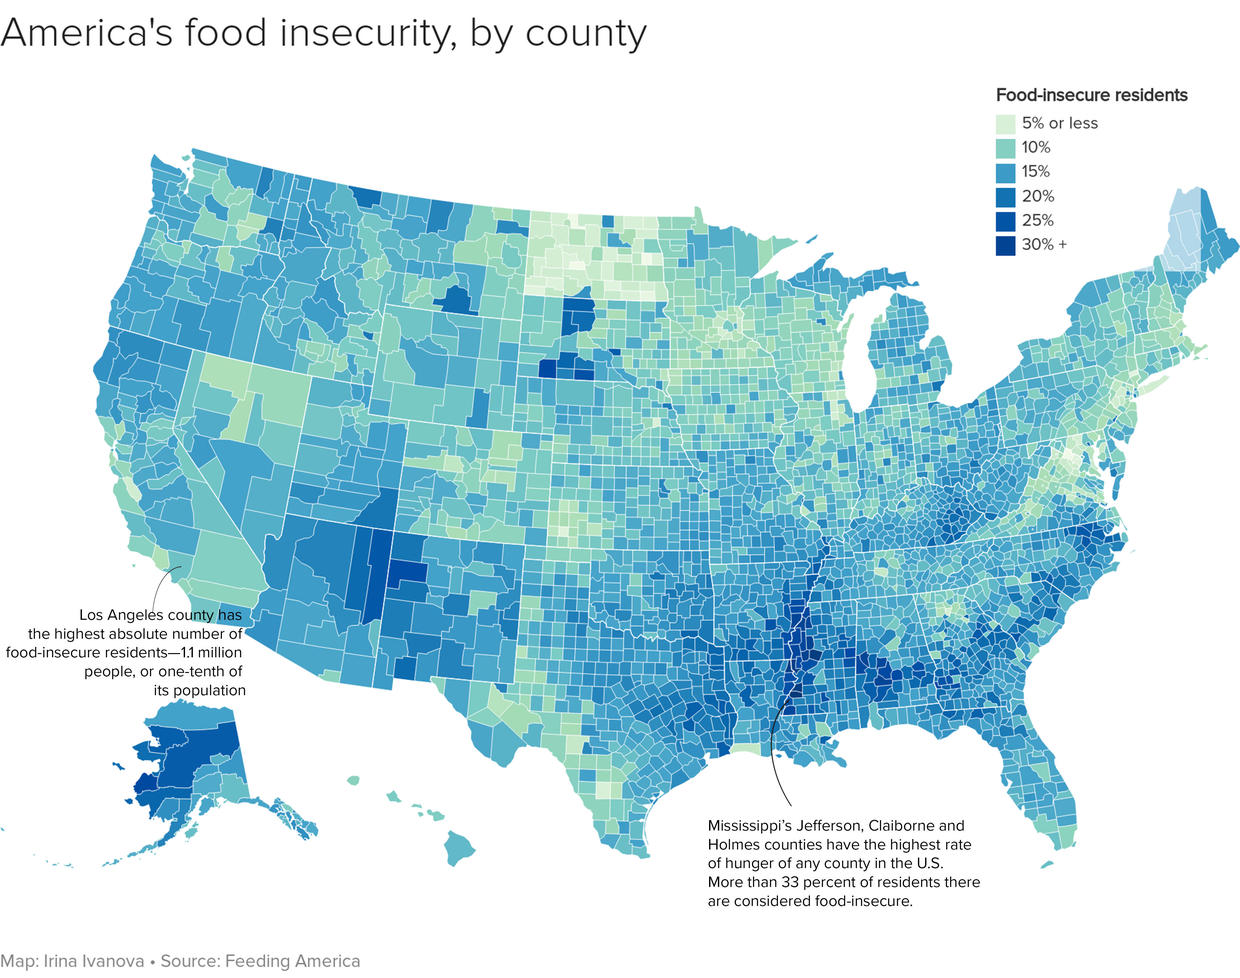 America's food insecurity, by county
Food-insecure residents
5% or less
10%
15%
20%
25%
30% +
Los Angeles county has
the highest absolute number of
food-insecure residents—1.1 million
people, or one-tenth of
its population
Mississippi's Jefferson, Claiborne and
Holmes counties have the highest rate
of hunger of any county in the U.S.
More than 33 percent of residents there
are considered food-insecure.
Map: Irina Ivanova • Source: Feeding America